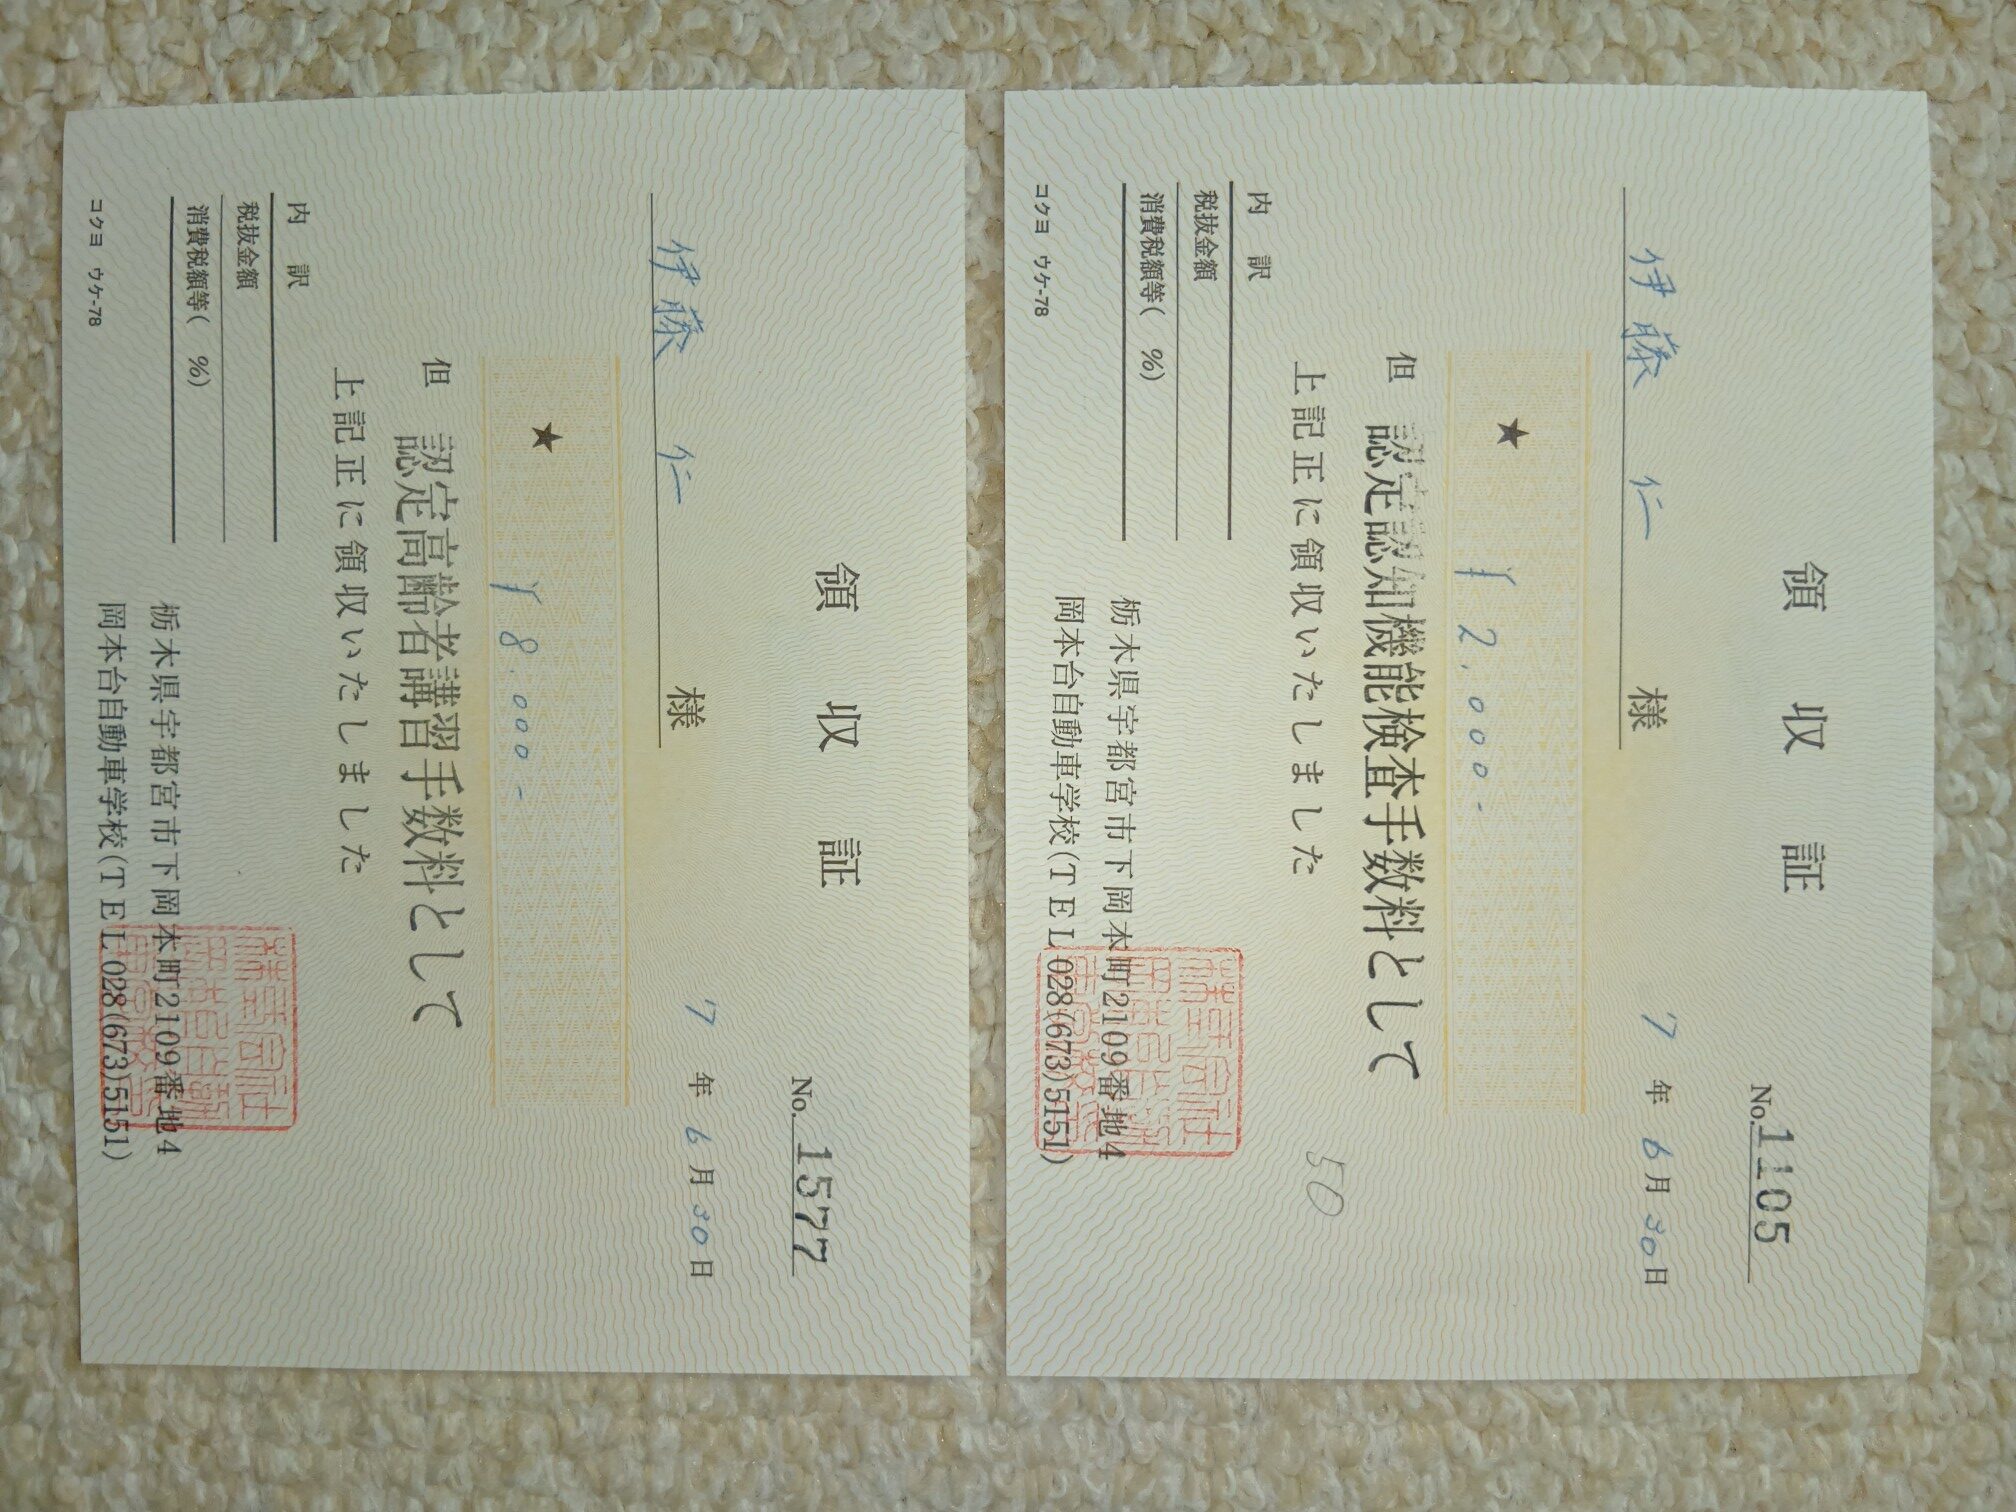 領収証
No. 1105
伊藤 仁 様
7年6月30日
★
¥2,000-
但 認定認知機能検査手数料として
上記正に領収いたしました
50
内訳
税抜金額
消費税額等( %)
コクヨ ウケ-78
栃木県宇都宮市下岡本町2109番地4
岡本台自動車学校(TEL028(673)5151)
領収証
No. 1577
伊藤 仁 様
7年6月30日
★
¥8,000-
但 認定高齢者講習手数料として
上記正に領収いたしました
内訳
税抜金額
消費税額等( %)
コクヨ ウケ-78
栃木県宇都宮市下岡本町2109番地4
岡本台自動車学校(TEL028(673)5151)